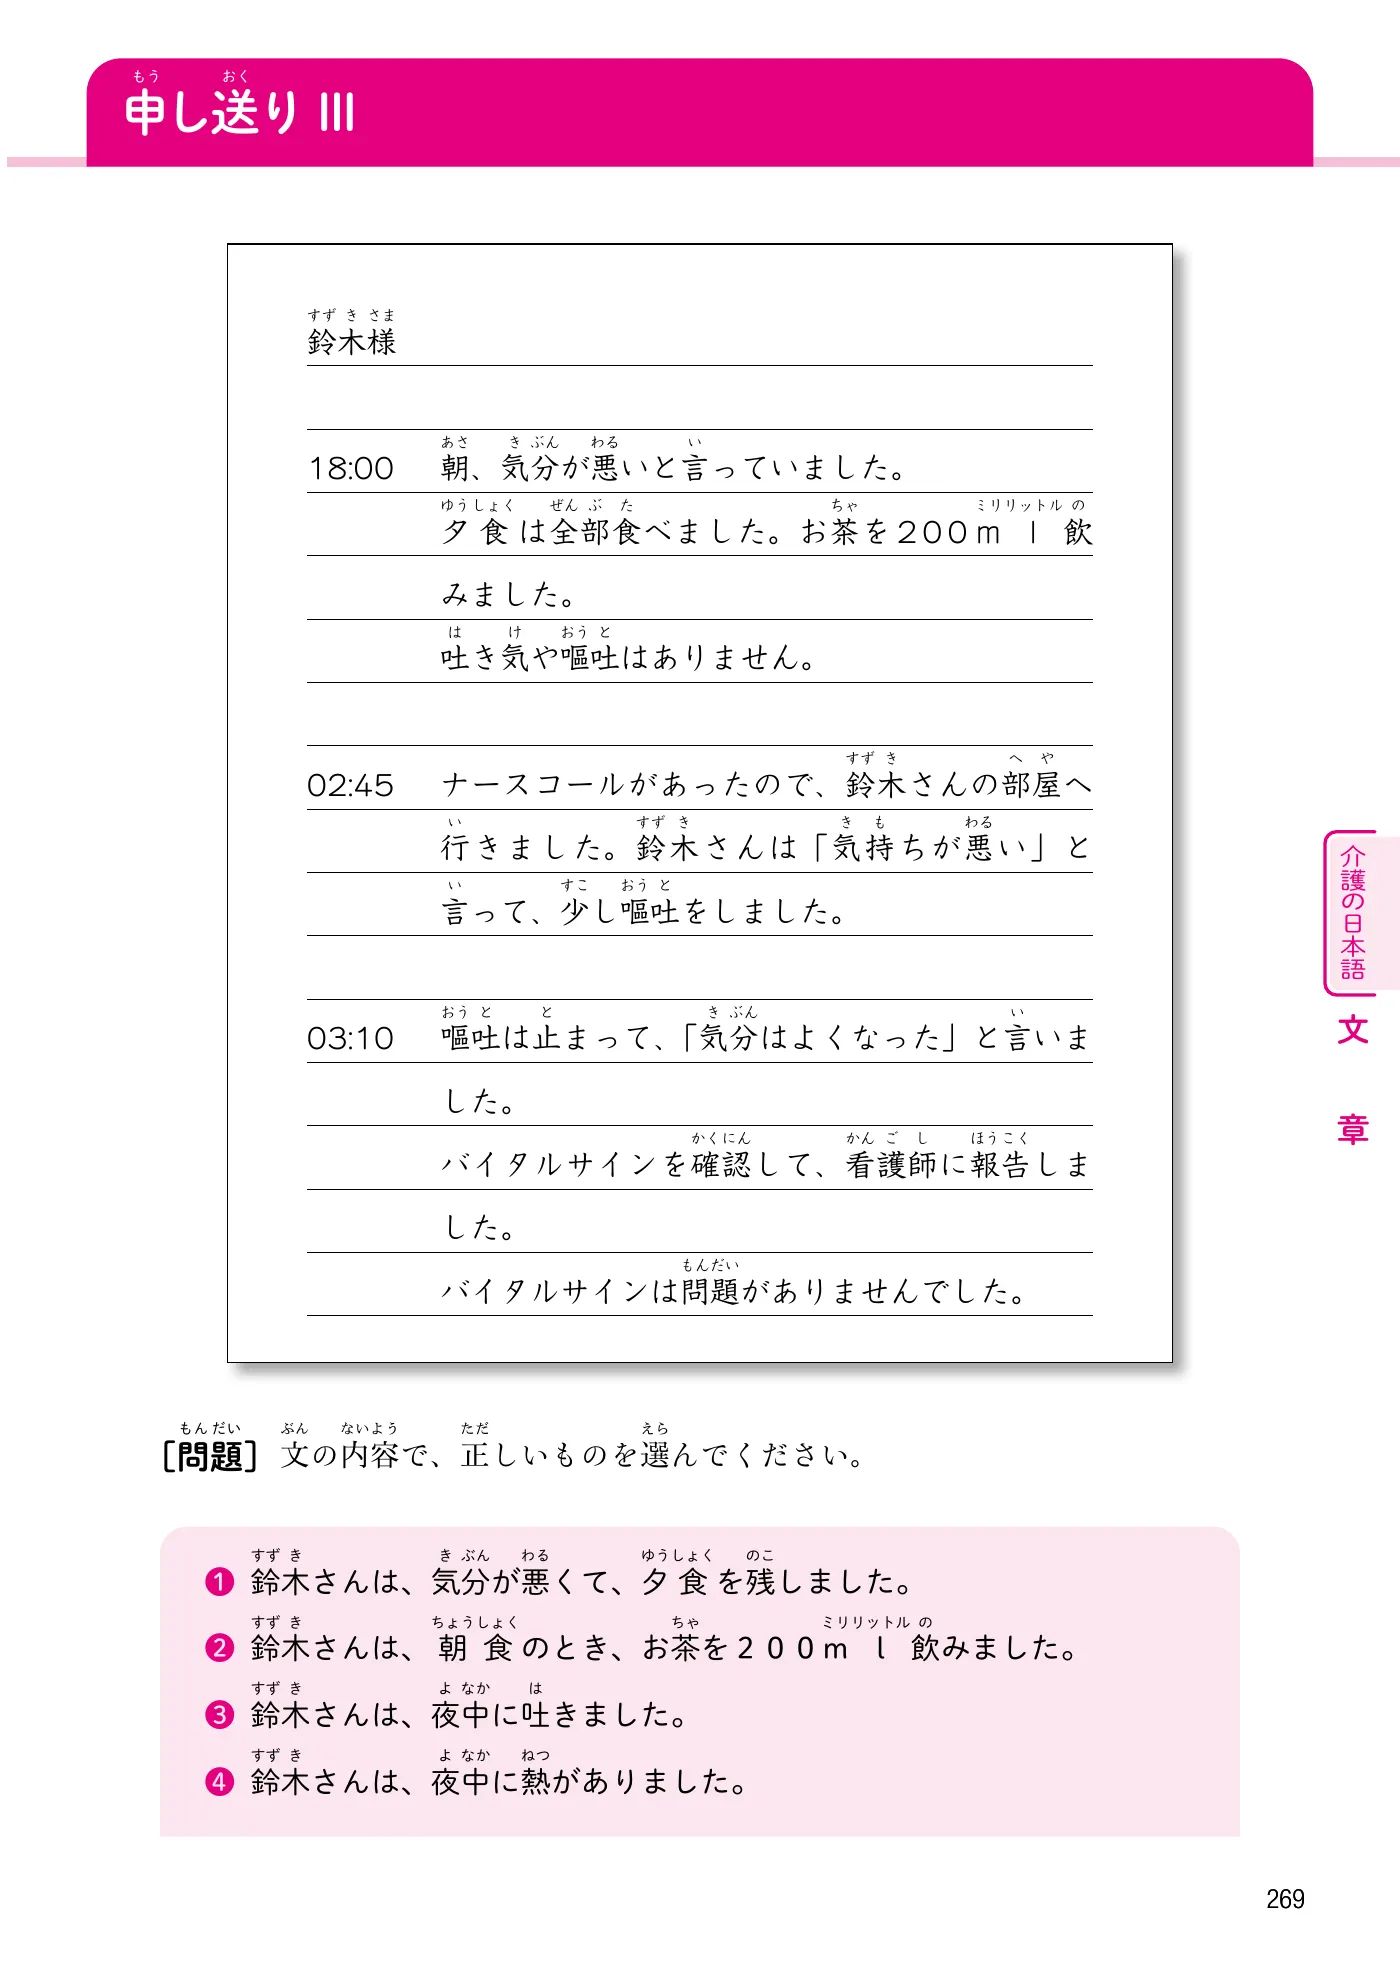 申し送りⅢ
鈴木様
18:00 朝、気分が悪いと言っていました。
夕食は全部食べました。お茶を200ml飲
みました。
吐き気や嘔吐はありません。
02:45 ナースコールがあったので、鈴木さんの部屋へ
行きました。鈴木さんは「気持ちが悪い」と
言って、少し嘔吐をしました。
03:10 嘔吐は止まって、「気分はよくなった」と言いま
した。
バイタルサインを確認して、看護師に報告しま
した。
バイタルサインは問題がありませんでした。
介護の日本語
文章
[問題] 文の内容で、正しいものを選んでください。
❶ 鈴木さんは、気分が悪くて、夕食を残しました。
❷ 鈴木さんは、朝食のとき、お茶を200ml飲みました。
❸ 鈴木さんは、夜中に吐きました。
❹ 鈴木さんは、夜中に熱がありました。
269